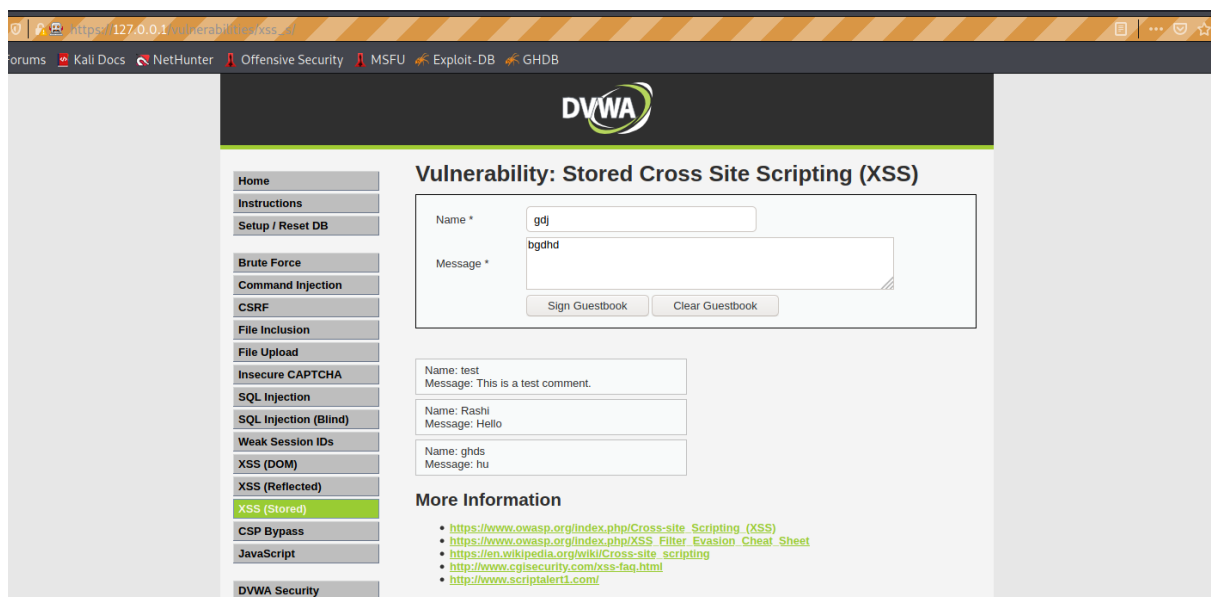 https://127.0.0.1/vulnerabilities/xss_s/
orums Kali Docs NetHunter Offensive Security MSFU Exploit-DB GHDB
DVWA
Home
Instructions
Setup / Reset DB
Brute Force
Command Injection
CSRF
File Inclusion
File Upload
Insecure CAPTCHA
SQL Injection
SQL Injection (Blind)
Weak Session IDs
XSS (DOM)
XSS (Reflected)
XSS (Stored)
CSP Bypass
JavaScript
DVWA Security
Vulnerability: Stored Cross Site Scripting (XSS)
Name * gdj
Message * bgdhd
Sign Guestbook Clear Guestbook
Name: test
Message: This is a test comment.
Name: Rashi
Message: Hello
Name: ghds
Message: hu
More Information
https://www.owasp.org/index.php/Cross-site_Scripting_(XSS)
https://www.owasp.org/index.php/XSS_Filter_Evasion_Cheat_Sheet
https://en.wikipedia.org/wiki/Cross-site_scripting
http://www.cgisecurity.com/xss-faq.html
http://www.scriptalert1.com/